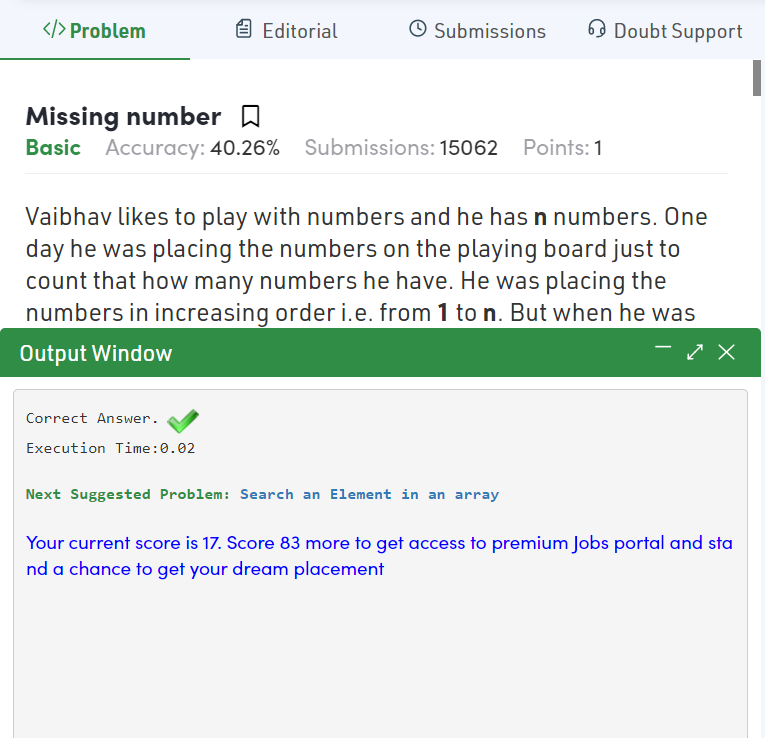 </> Problem
Editorial
Submissions
Doubt Support
Missing number
Basic Accuracy: 40.26% Submissions: 15062 Points: 1
Vaibhav likes to play with numbers and he has n numbers. One
day he was placing the numbers on the playing board just to
count that how many numbers he have. He was placing the
numbers in increasing order i.e. from 1 to n. But when he was
Output Window
Correct Answer.
Execution Time:0.02
Next Suggested Problem: Search an Element in an array
Your current score is 17. Score 83 more to get access to premium Jobs portal and sta
nd a chance to get your dream placement